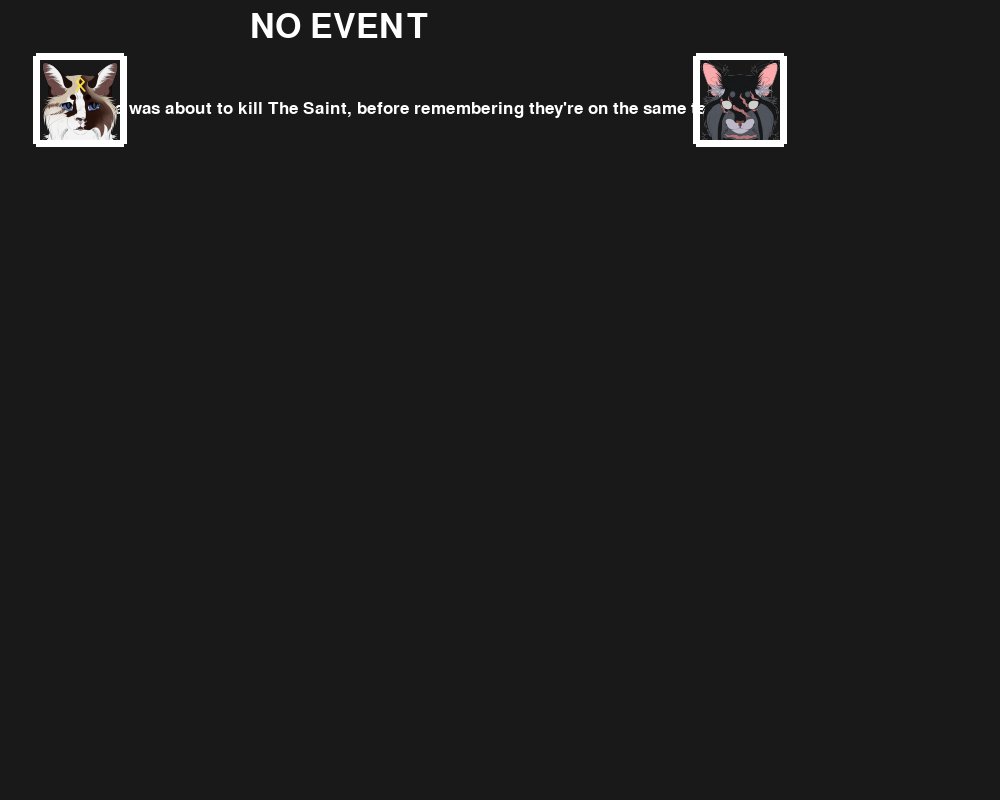 NO EVENT
was about to kill The Saint, before remembering they're on the same